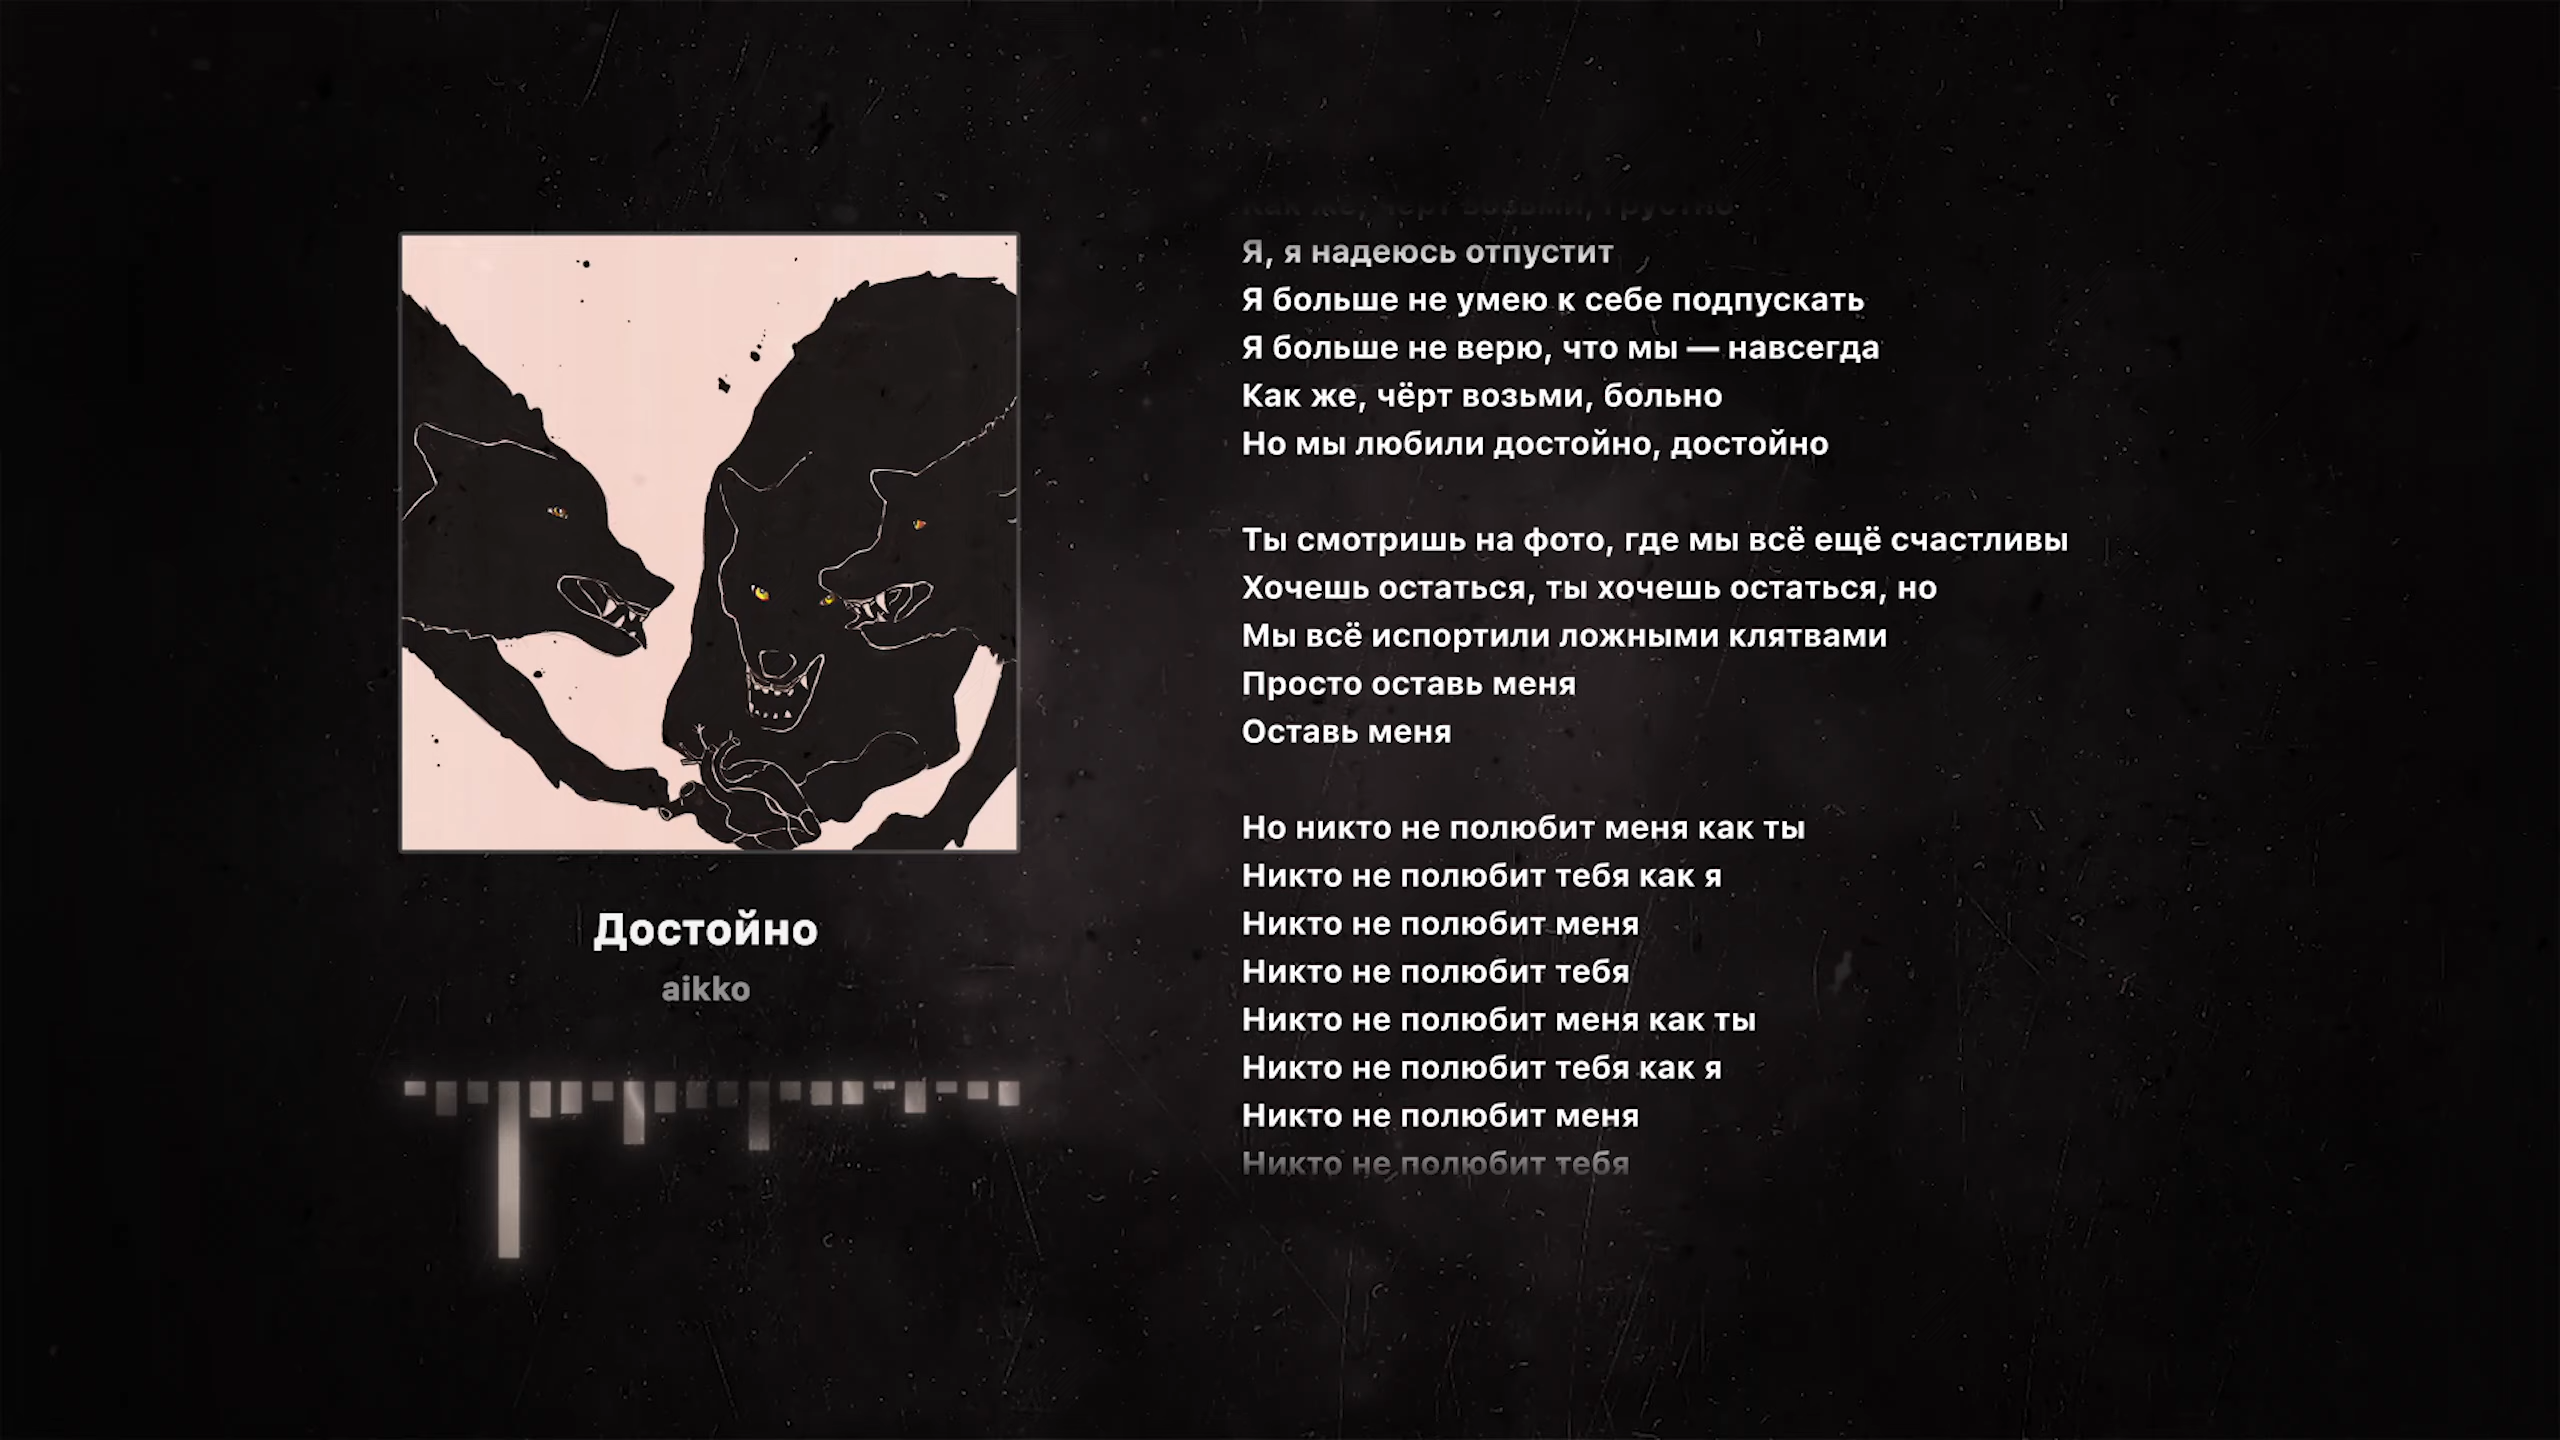 Я, я надеюсь отпустит
Я больше не умею к себе подпускать
Я больше не верю, что мы — навсегда
Как же, чёрт возьми, больно
Но мы любили достойно, достойно
Ты смотришь на фото, где мы всё ещё счастливы
Хочешь остаться, ты хочешь остаться, но
Мы всё испортили ложными клятвами
Просто оставь меня
Оставь меня
Но никто не полюбит меня как ты
Никто не полюбит тебя как я
Никто не полюбит меня
Никто не полюбит тебя
Никто не полюбит меня как ты
Никто не полюбит тебя как я
Никто не полюбит меня
Никто не полюбит тебя
Достойно
aikko